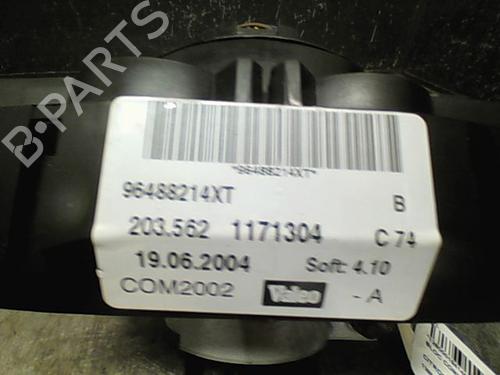 B·PARTS
*96488214XT*
96488214XT B
203.562 1171304 C 74
19.06.2004 Soft: 4.10
COM2002 Valeo - A